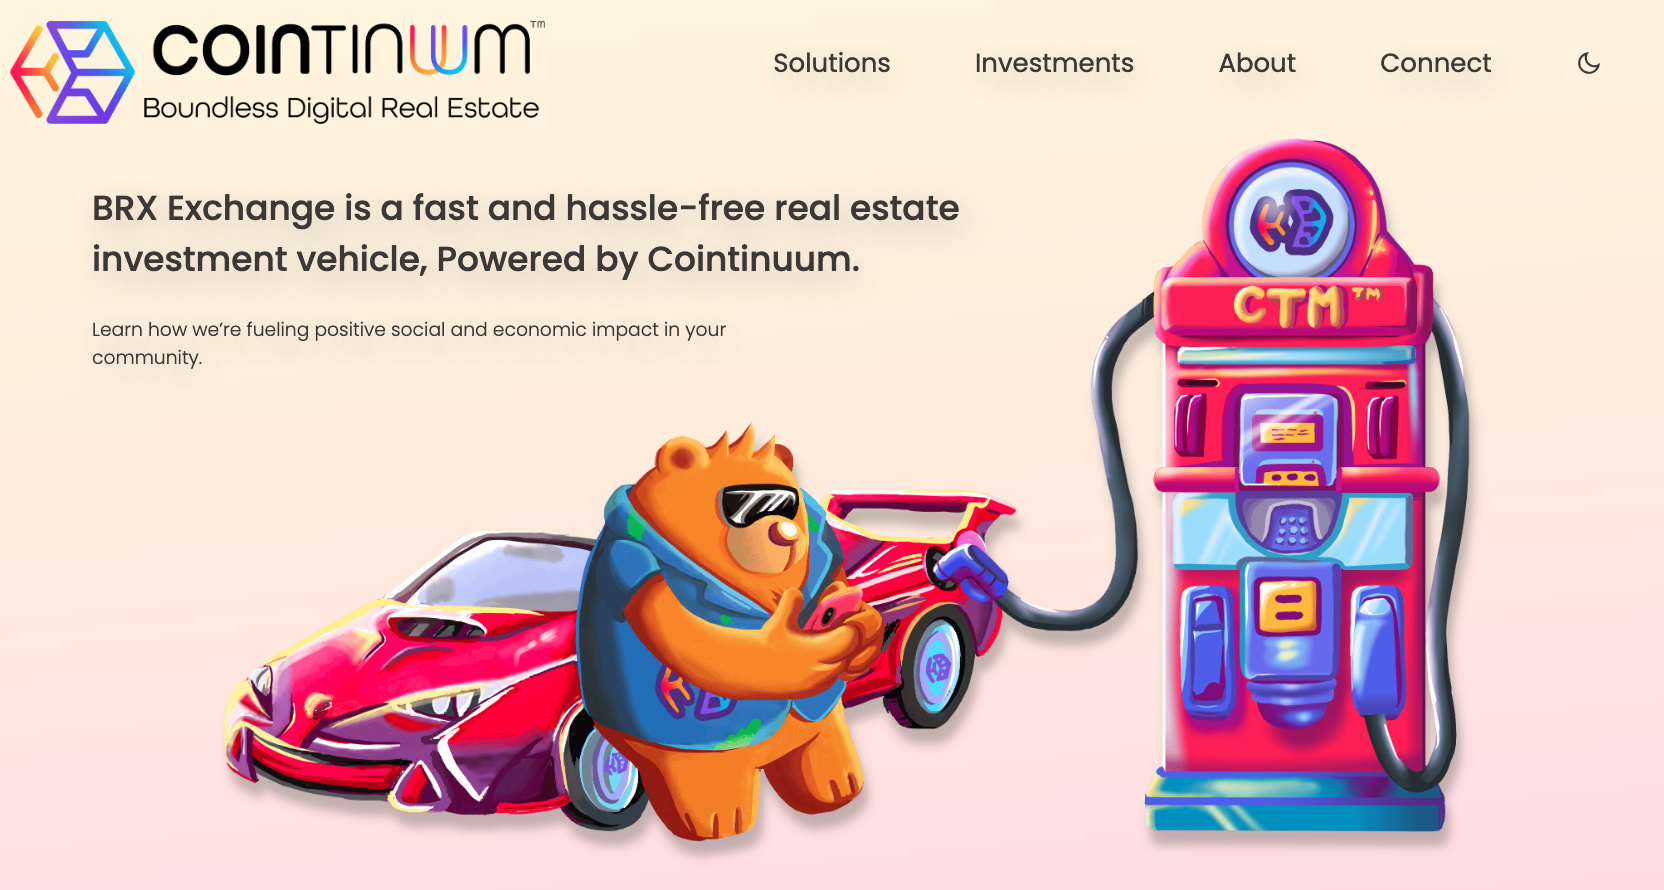 COINTINUUM™
Boundless Digital Real Estate
Solutions
Investments
About
Connect
BRX Exchange is a fast and hassle-free real estate
investment vehicle, Powered by Cointinuum.
Learn how we’re fueling positive social and economic impact in your
community.
CTM™